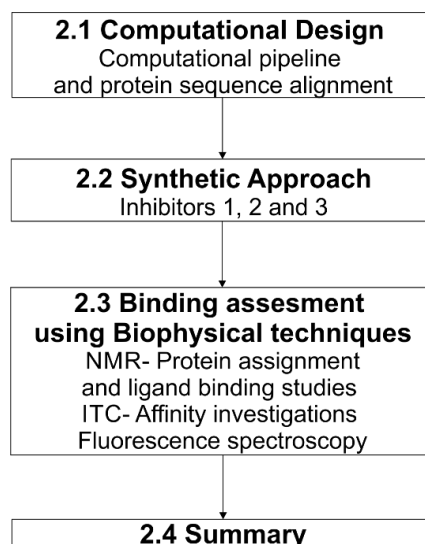 2.1 Computational Design
Computational pipeline
and protein sequence alignment
2.2 Synthetic Approach
Inhibitors 1, 2 and 3
2.3 Binding assesment
using Biophysical techniques
NMR- Protein assignment
and ligand binding studies
ITC- Affinity investigations
Fluorescence spectroscopy
2.4 Summary